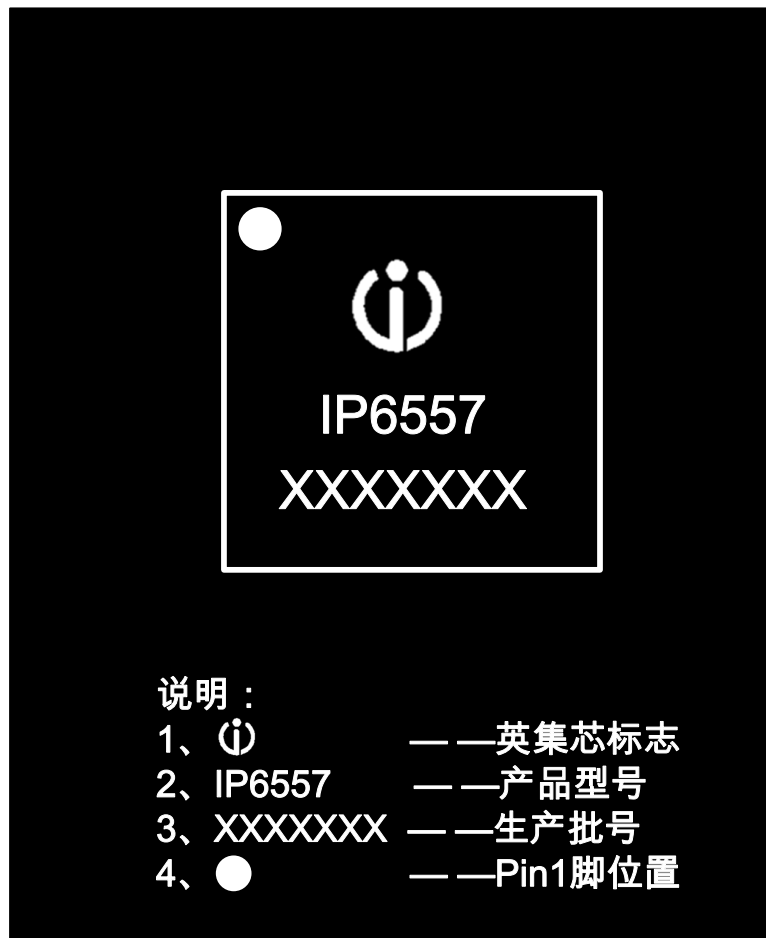 IP6557
XXXXXXX
说明：
1、 — —英集芯标志
2、IP6557 — —产品型号
3、XXXXXXX — —生产批号
4、 — —Pin1脚位置